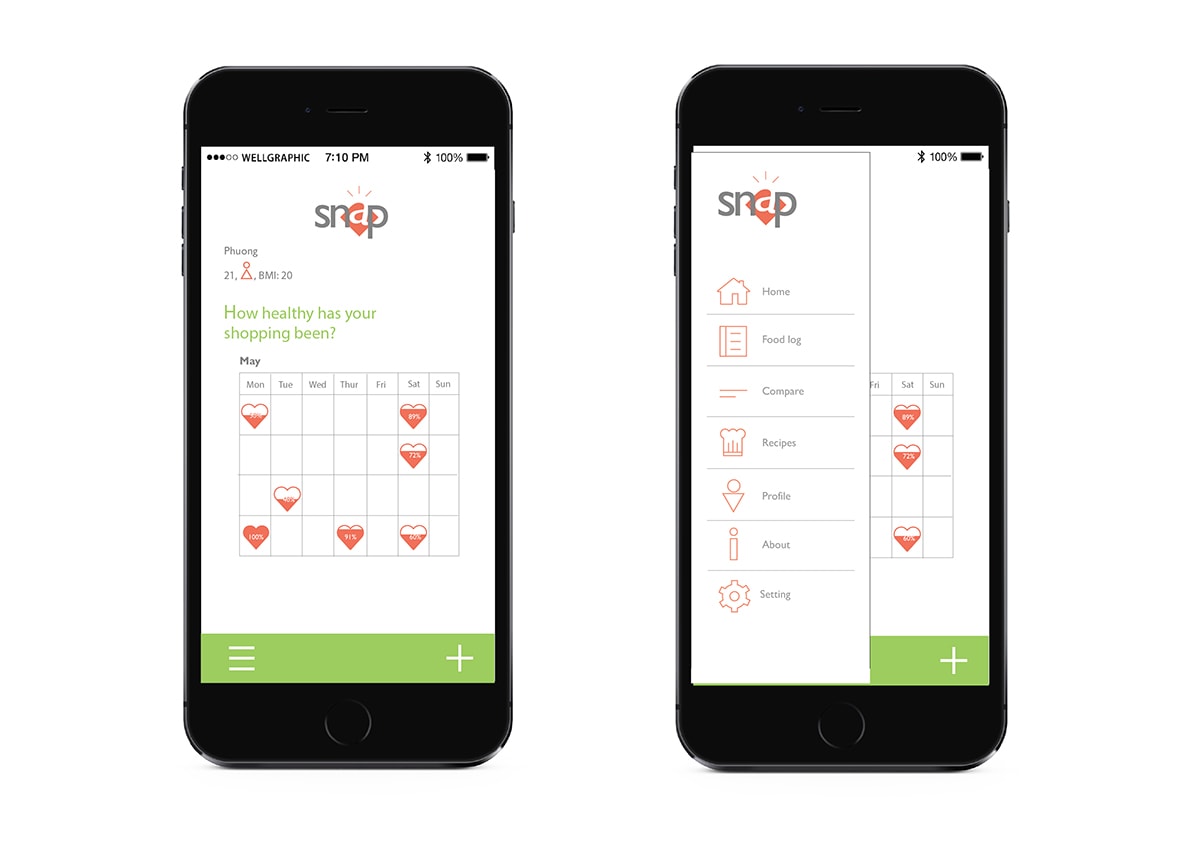 WELLGRAPHIC 7:10 PM 100%
snap
Phuong
21, , BMI: 20
How healthy has your
shopping been?
May
Mon Tue Wed Thur Fri Sat Sun
89%
72%
100% 91% 60%
100%
snap
Home
Food log
Compare
Recipes
Profile
About
Setting
Fri Sat Sun
89%
72%
60%